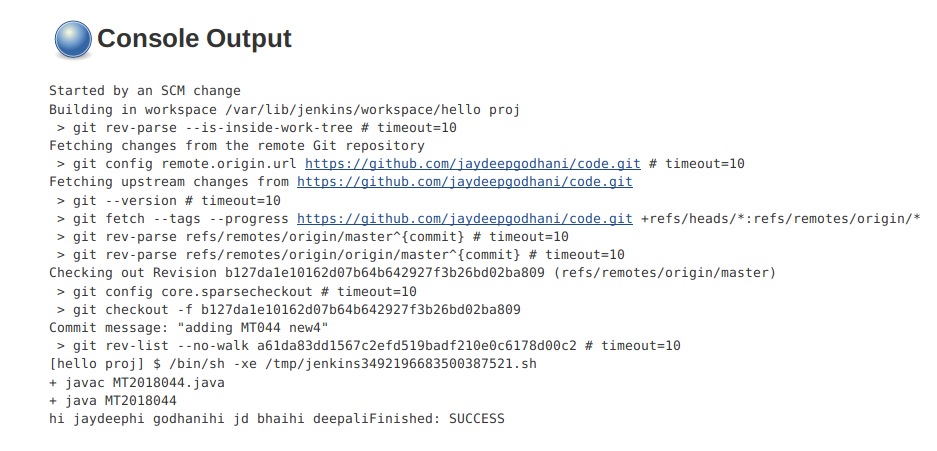 Console Output
Started by an SCM change
Building in workspace /var/lib/jenkins/workspace/hello proj
 > git rev-parse --is-inside-work-tree # timeout=10
Fetching changes from the remote Git repository
 > git config remote.origin.url https://github.com/jaydeepgodhani/code.git # timeout=10
Fetching upstream changes from https://github.com/jaydeepgodhani/code.git
 > git --version # timeout=10
 > git fetch --tags --progress https://github.com/jaydeepgodhani/code.git +refs/heads/*:refs/remotes/origin/*
 > git rev-parse refs/remotes/origin/master^{commit} # timeout=10
 > git rev-parse refs/remotes/origin/origin/master^{commit} # timeout=10
Checking out Revision b127da1e10162d07b64b642927f3b26bd02ba809 (refs/remotes/origin/master)
 > git config core.sparsecheckout # timeout=10
 > git checkout -f b127da1e10162d07b64b642927f3b26bd02ba809
Commit message: "adding MT044 new4"
 > git rev-list --no-walk a61da83dd1567c2efd519badf210e0c6178d00c2 # timeout=10
[hello proj] $ /bin/sh -xe /tmp/jenkins3492196683500387521.sh
+ javac MT2018044.java
+ java MT2018044
hi jaydeephi godhanihi jd bhaihi deepaliFinished: SUCCESS